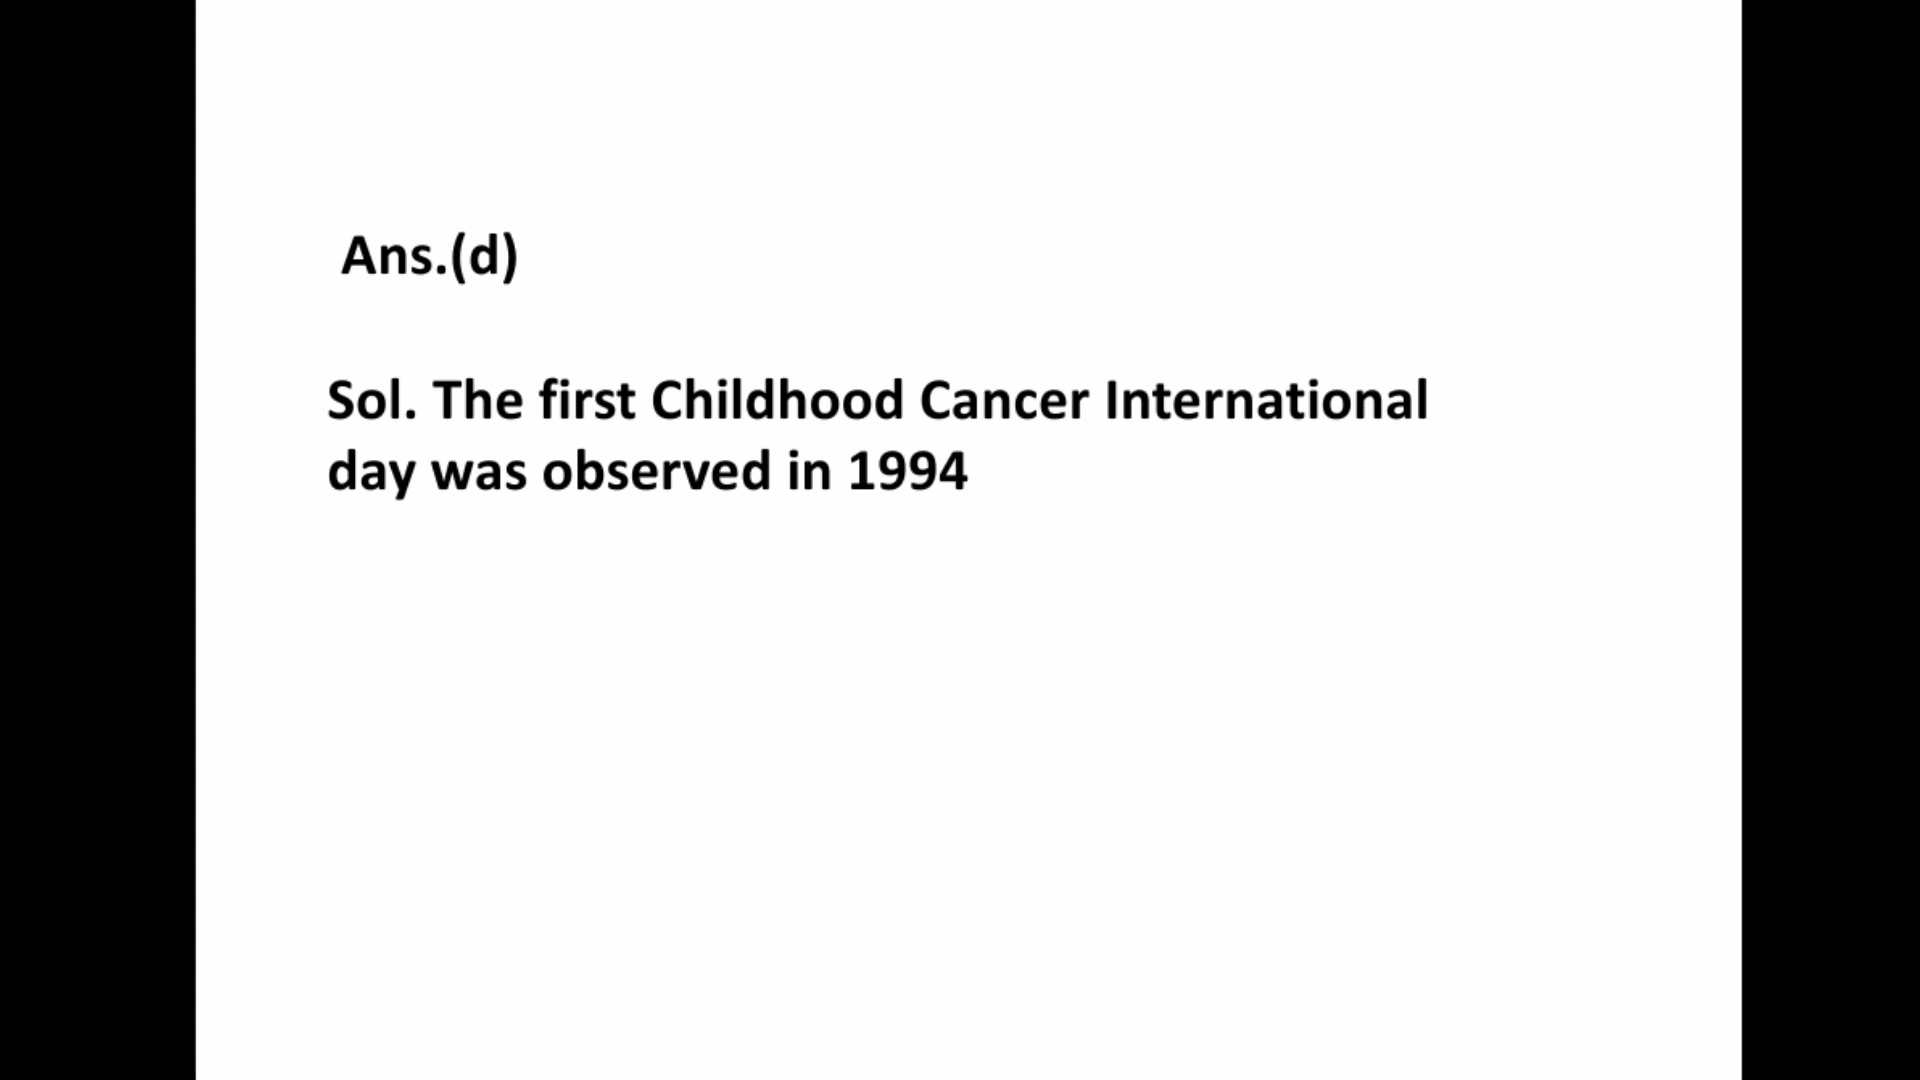 Ans.(d)
Sol. The first Childhood Cancer International
day was observed in 1994